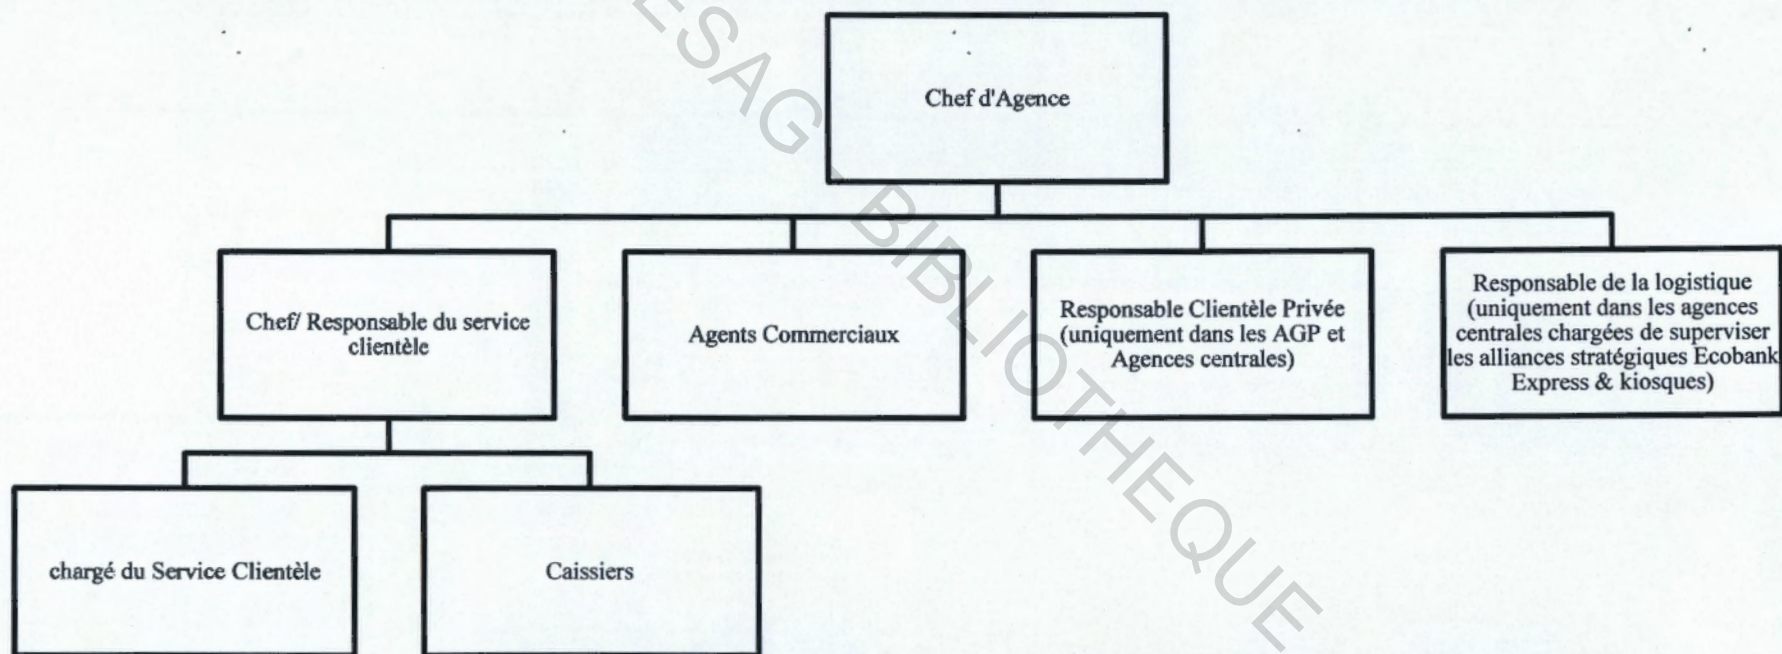 CESAG - BIBLIOTHEQUE
Chef d'Agence
Chef/ Responsable du service
clientèle
Agents Commerciaux
Responsable Clientèle Privée
(uniquement dans les AGP et
Agences centrales)
Responsable de la logistique
(uniquement dans les agences
centrales chargées de superviser
les alliances stratégiques Ecobank
Express & kiosques)
chargé du Service Clientèle
Caissiers